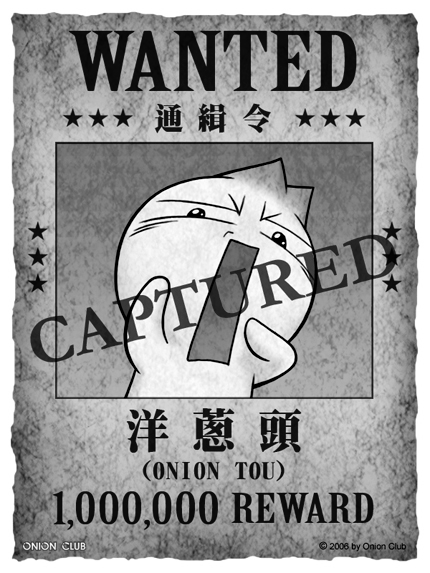 WANTED
★★★ 通緝令 ★★★
CAPTURED
洋蔥頭
(ONION TOU)
1,000,000 REWARD
ONION CLUB
© 2006 by Onion Club